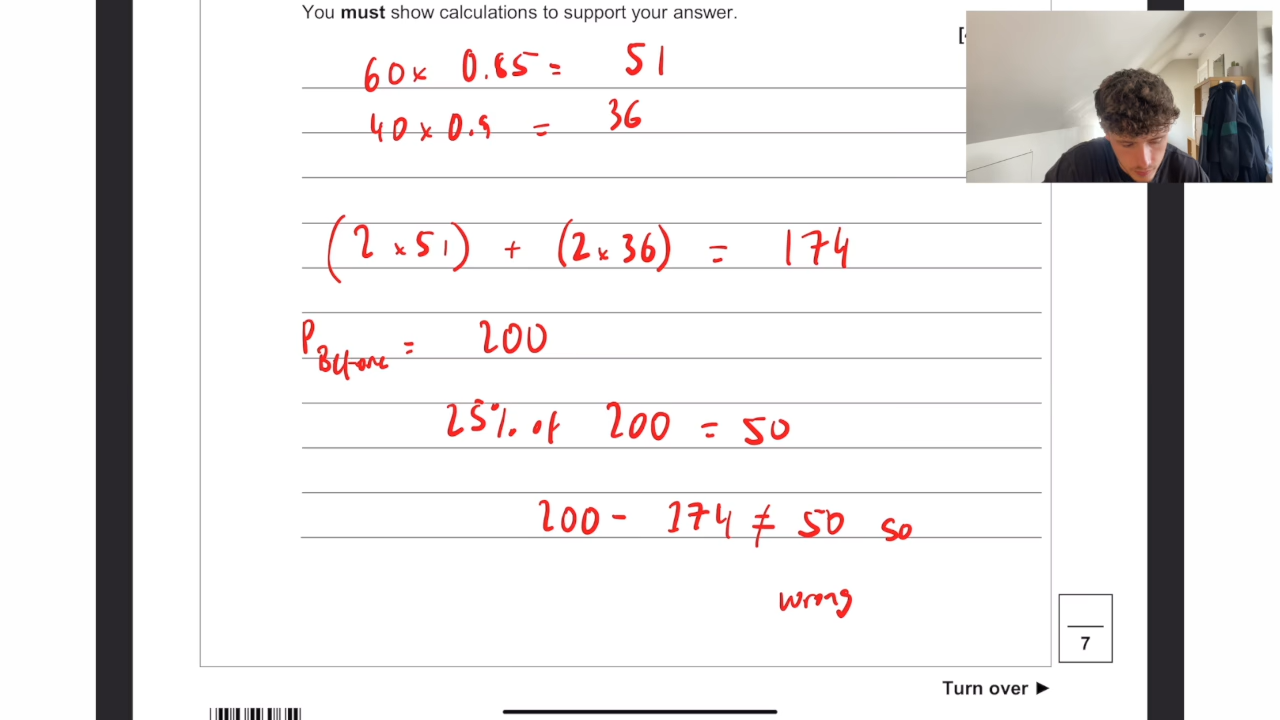 You must show calculations to support your answer.
[
60 x 0.85 = 51
40 x 0.9 = 36
(2 x 51) + (2 x 36) = 174
P Before = 200
25% of 200 = 50
200 - 174 ≠ 50 so
wrong
7
Turn over ►